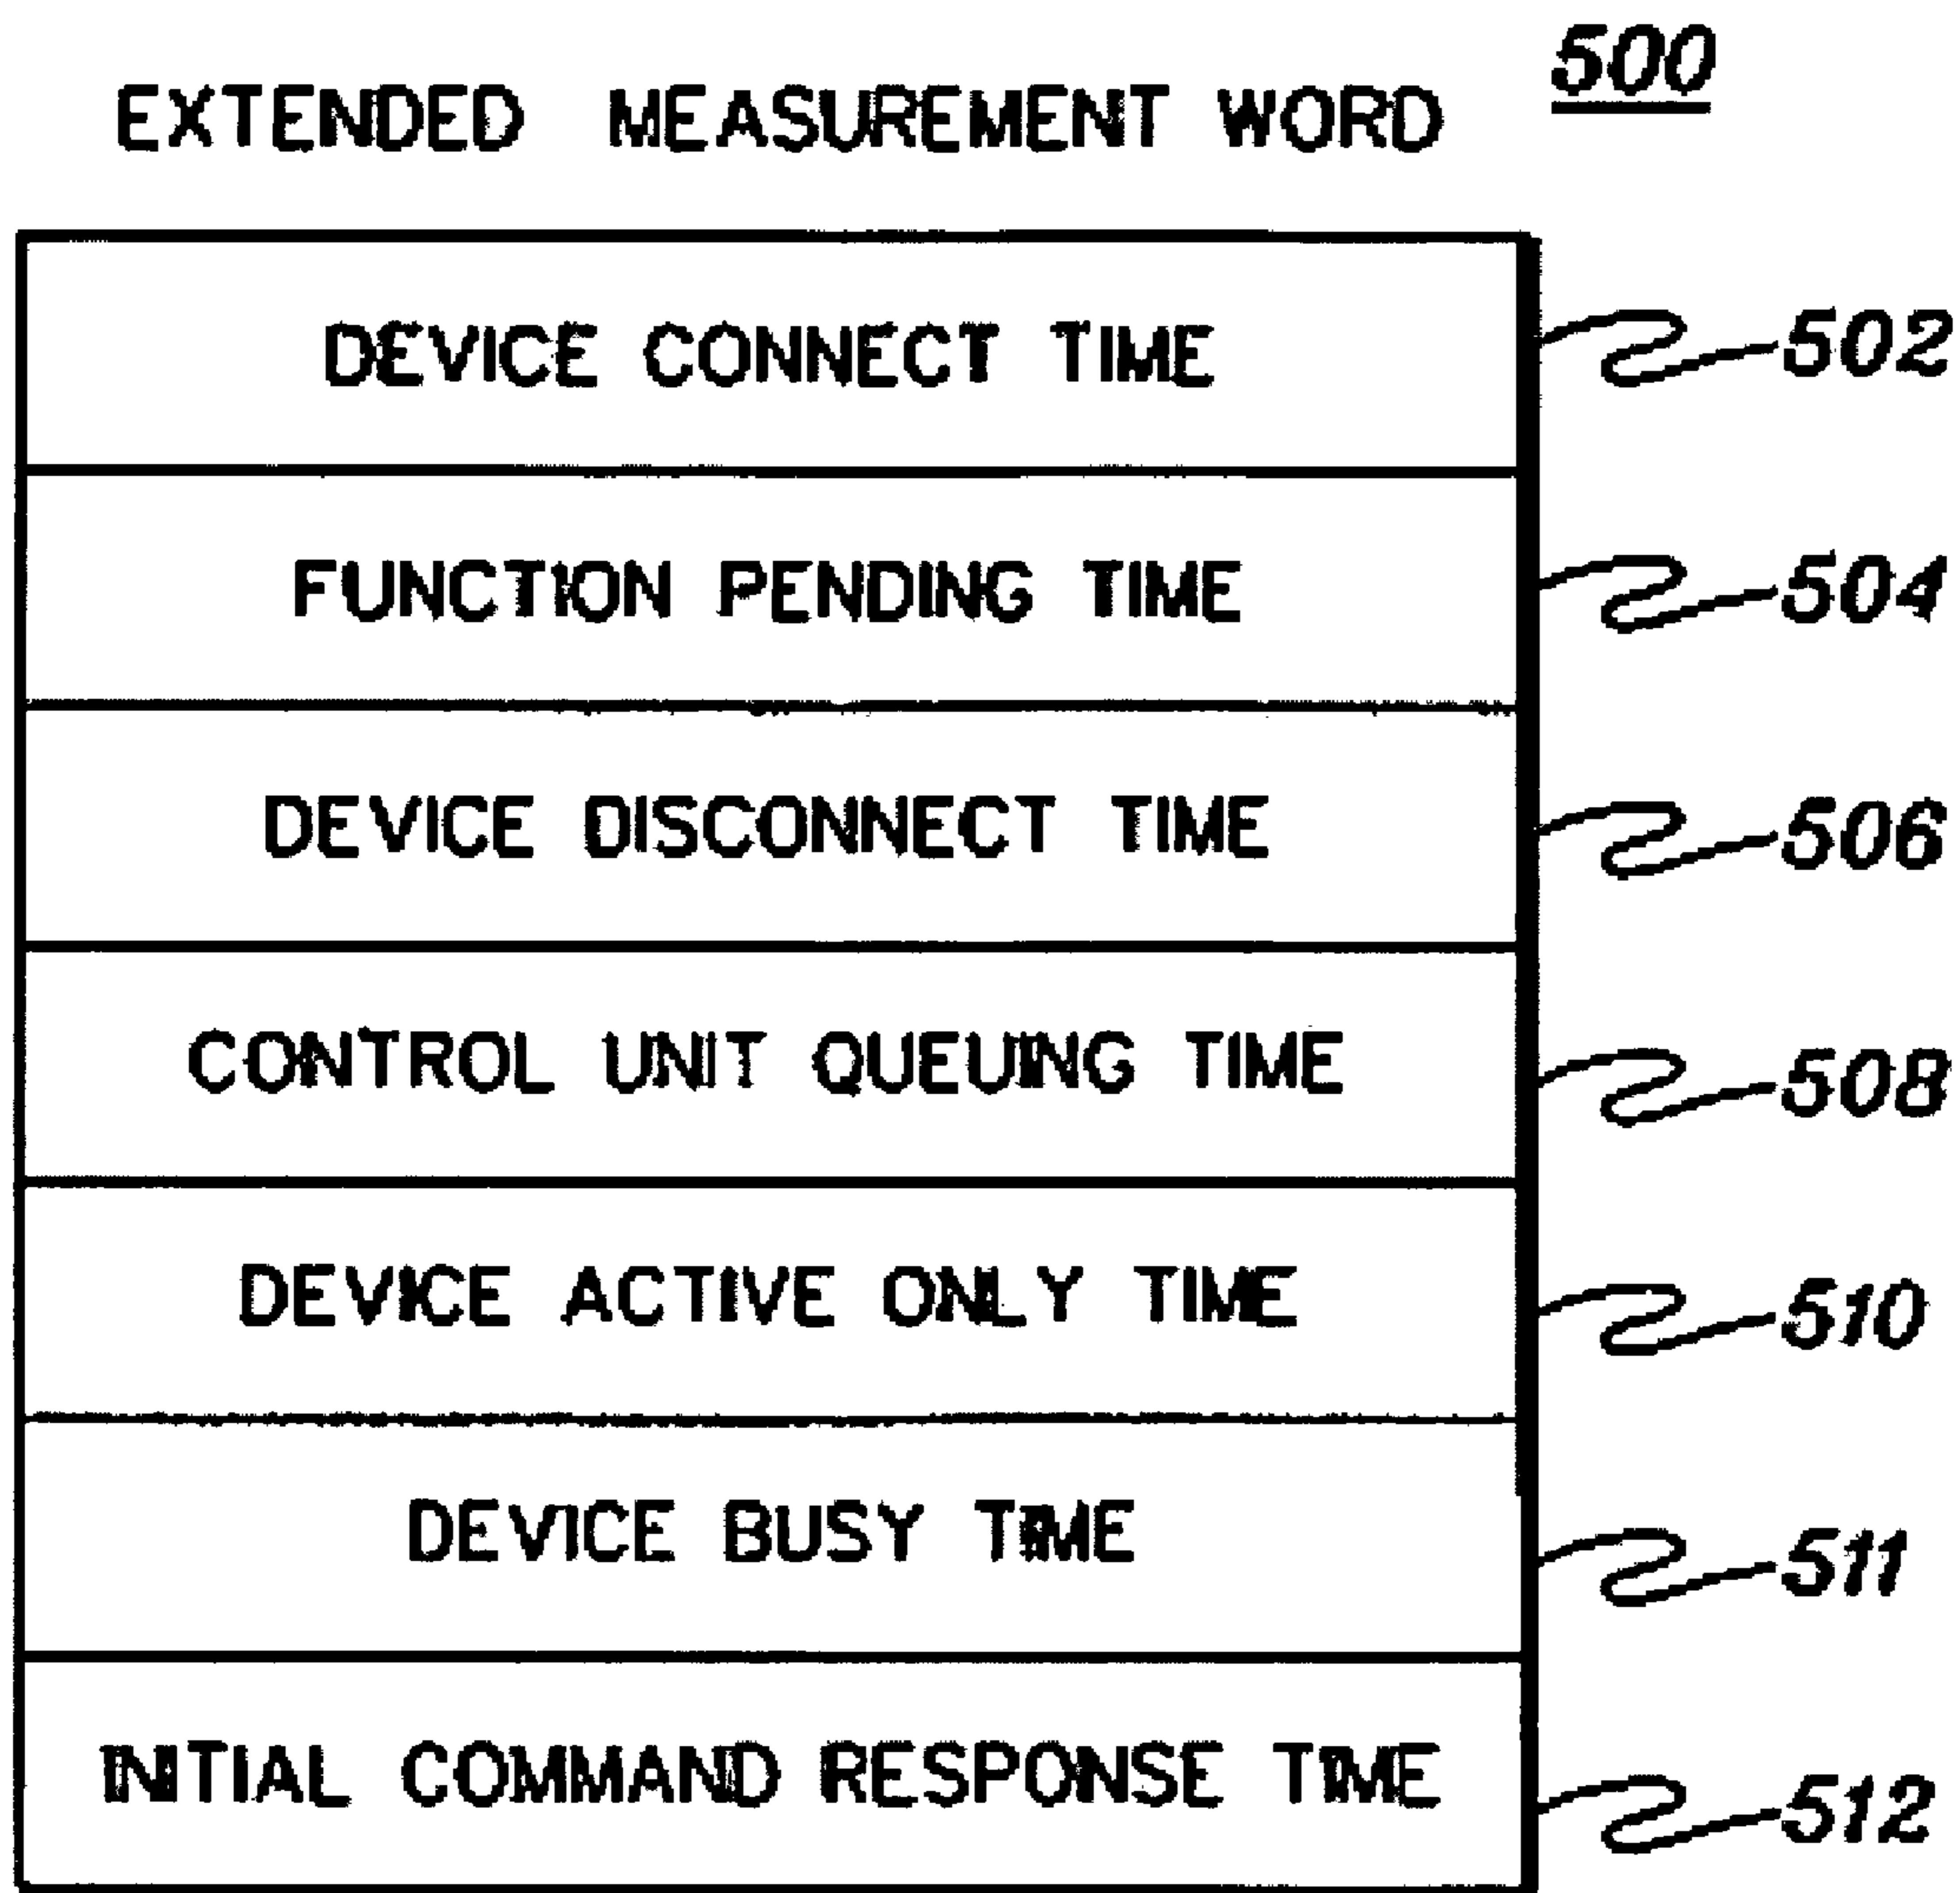 500
EXTENDED MEASUREMENT WORD
DEVICE CONNECT TIME 502
FUNCTION PENDING TIME 504
DEVICE DISCONNECT TIME 506
CONTROL UNIT QUEUING TIME 508
DEVICE ACTIVE ONLY TIME 510
DEVICE BUSY TIME 511
INITIAL COMMAND RESPONSE TIME 512